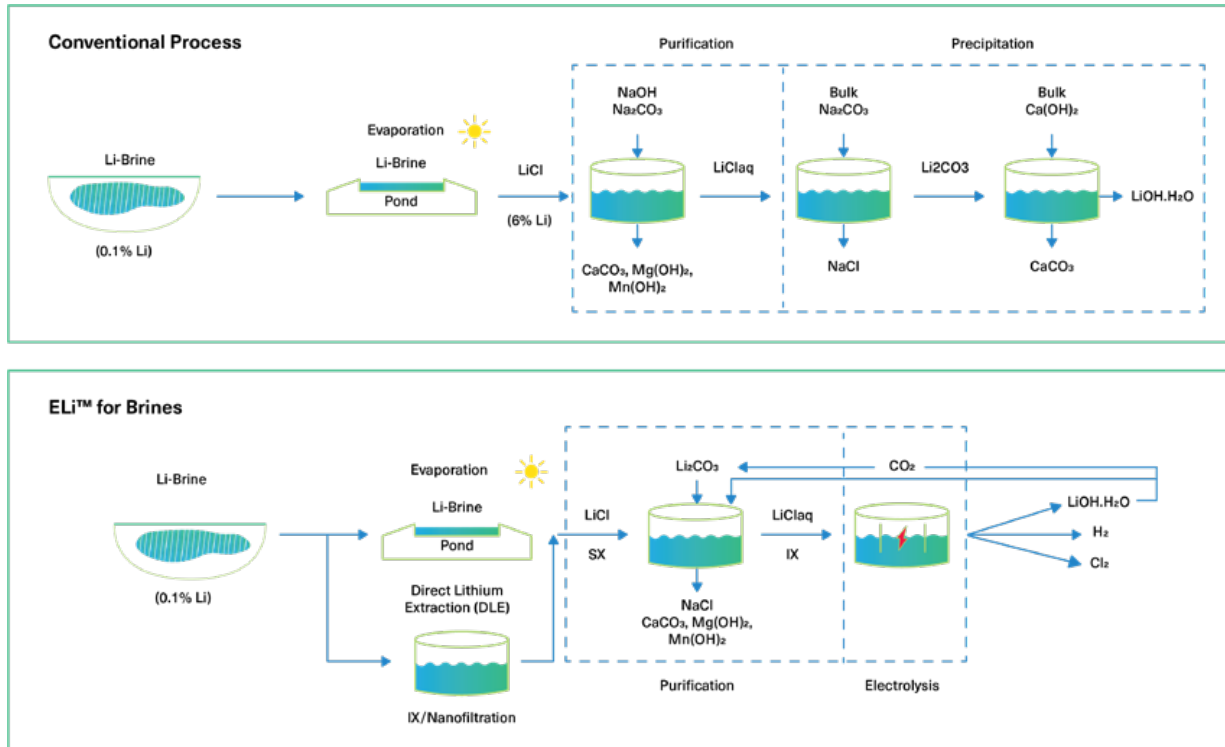 Conventional Process
Purification
Precipitation
NaOH
Na₂CO₃
Bulk
Na₂CO₃
Bulk
Ca(OH)₂
Evaporation
Li-Brine
Li-Brine
Pond
LiCl
(6% Li)
LiClaq
Li2CO3
LiOH.H₂O
(0.1% Li)
CaCO₃, Mg(OH)₂,
Mn(OH)₂
NaCl
CaCO₃
ELi™ for Brines
Li-Brine
(0.1% Li)
Evaporation
Li-Brine
Pond
Direct Lithium
Extraction (DLE)
IX/Nanofiltration
LiCl
SX
Li₂CO₃
CO₂
LiClaq
IX
NaCl
CaCO₃, Mg(OH)₂,
Mn(OH)₂
LiOH.H₂O
H₂
Cl₂
Purification
Electrolysis